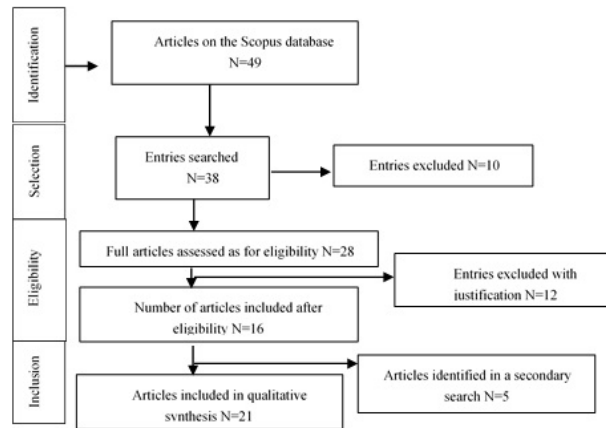 Identification
Articles on the Scopus database
N=49
Selection
Entries searched
N=38
Entries excluded N=10
Eligibility
Full articles assessed as for eligibility N=28
Entries excluded with
justification N=12
Number of articles included after
eligibility N=16
Inclusion
Articles included in qualitative
synthesis N=21
Articles identified in a secondary
search N=5